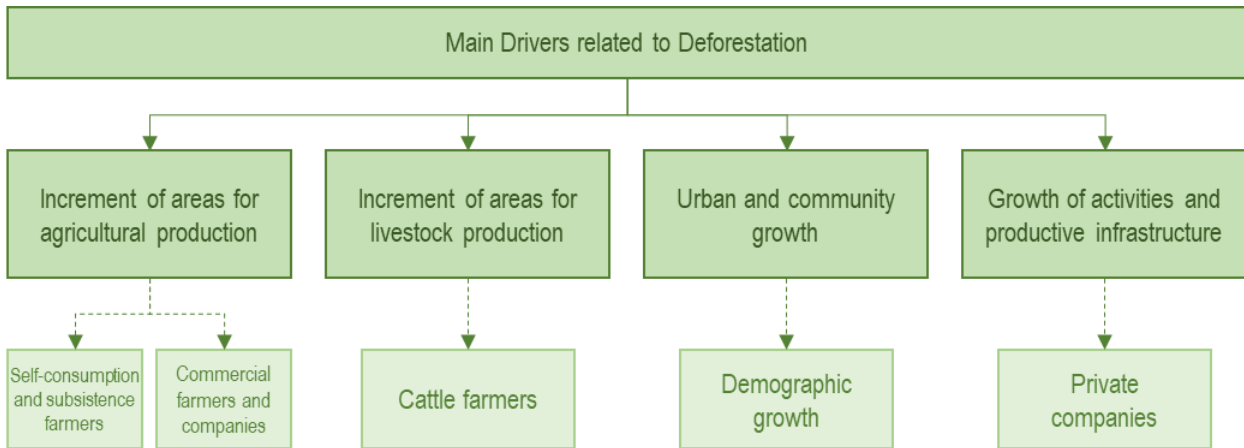 Main Drivers related to Deforestation
Increment of areas for
agricultural production
Increment of areas for
livestock production
Urban and community
growth
Growth of activities and
productive infrastructure
Self-consumption
and subsistence
farmers
Commercial
farmers and
companies
Cattle farmers
Demographic
growth
Private
companies